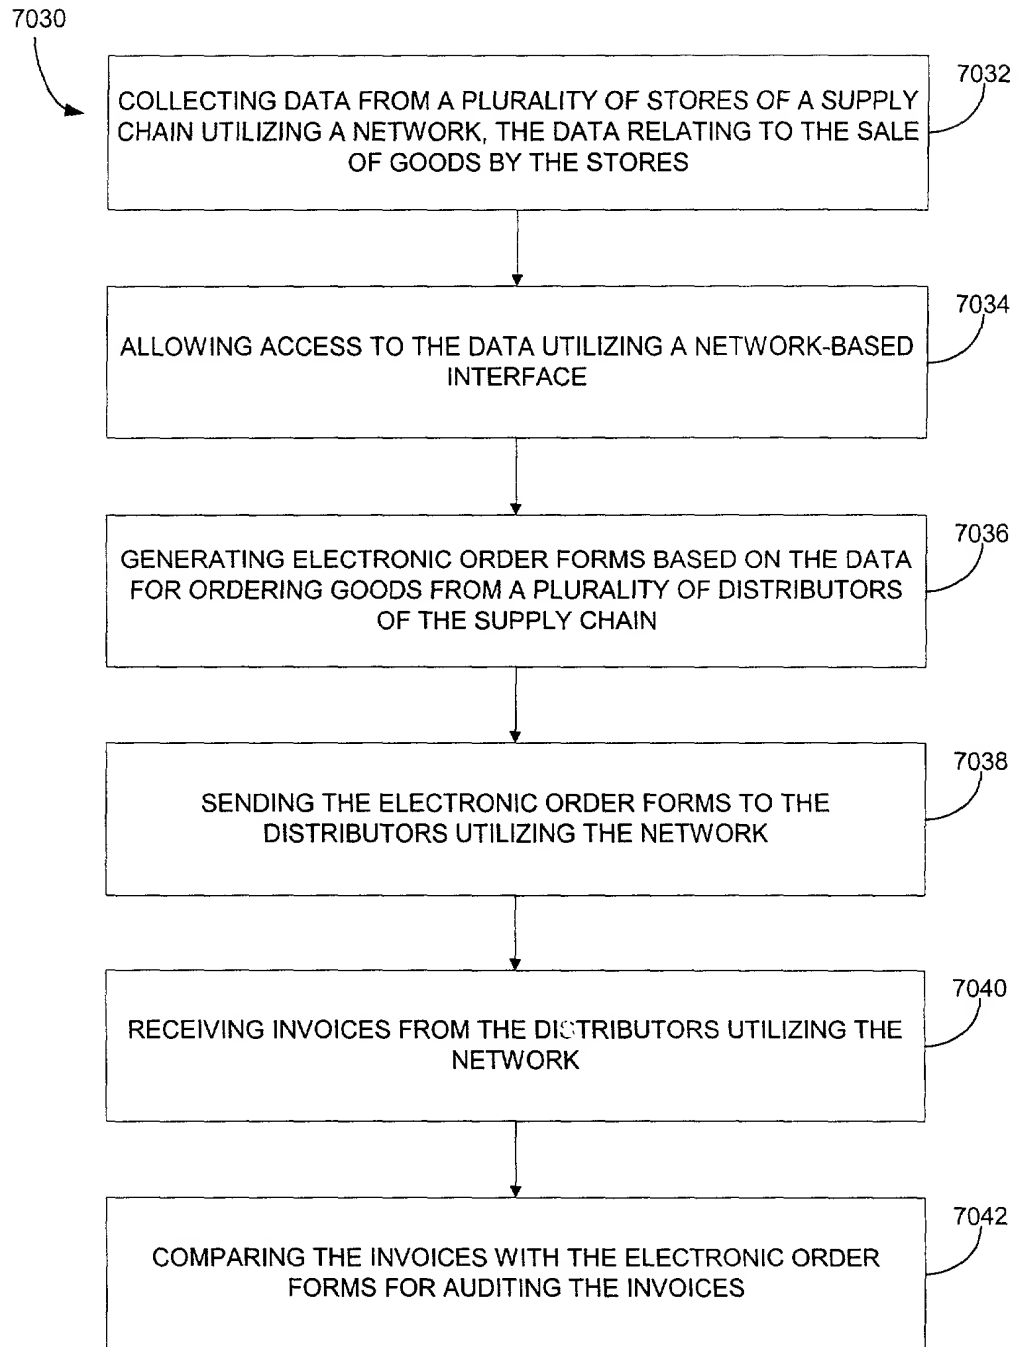 7030
7032
COLLECTING DATA FROM A PLURALITY OF STORES OF A SUPPLY
CHAIN UTILIZING A NETWORK, THE DATA RELATING TO THE SALE
OF GOODS BY THE STORES
7034
ALLOWING ACCESS TO THE DATA UTILIZING A NETWORK-BASED
INTERFACE
7036
GENERATING ELECTRONIC ORDER FORMS BASED ON THE DATA
FOR ORDERING GOODS FROM A PLURALITY OF DISTRIBUTORS
OF THE SUPPLY CHAIN
7038
SENDING THE ELECTRONIC ORDER FORMS TO THE
DISTRIBUTORS UTILIZING THE NETWORK
7040
RECEIVING INVOICES FROM THE DISTRIBUTORS UTILIZING THE
NETWORK
7042
COMPARING THE INVOICES WITH THE ELECTRONIC ORDER
FORMS FOR AUDITING THE INVOICES